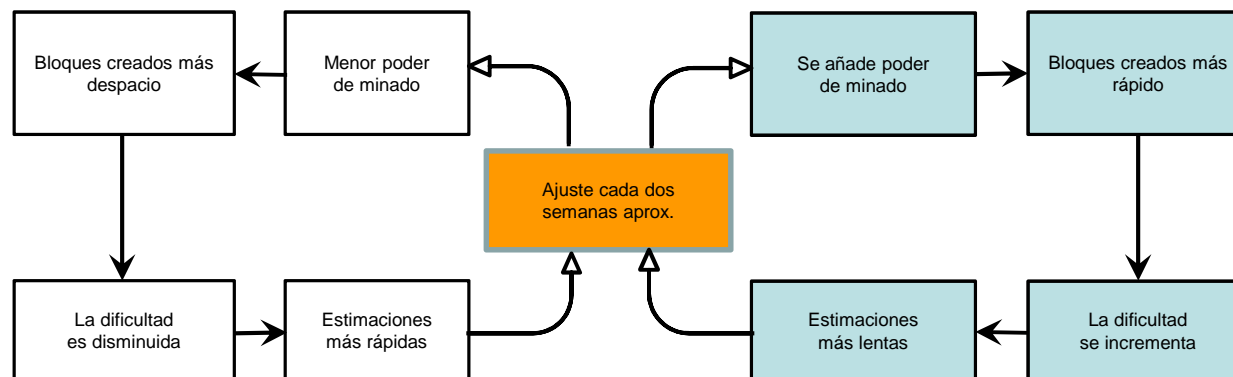 Bloques creados más
despacio
Menor poder
de minado
Se añade poder
de minado
Bloques creados más
rápido
Ajuste cada dos
semanas aprox.
La dificultad
es disminuida
Estimaciones
más rápidas
Estimaciones
más lentas
La dificultad
se incrementa